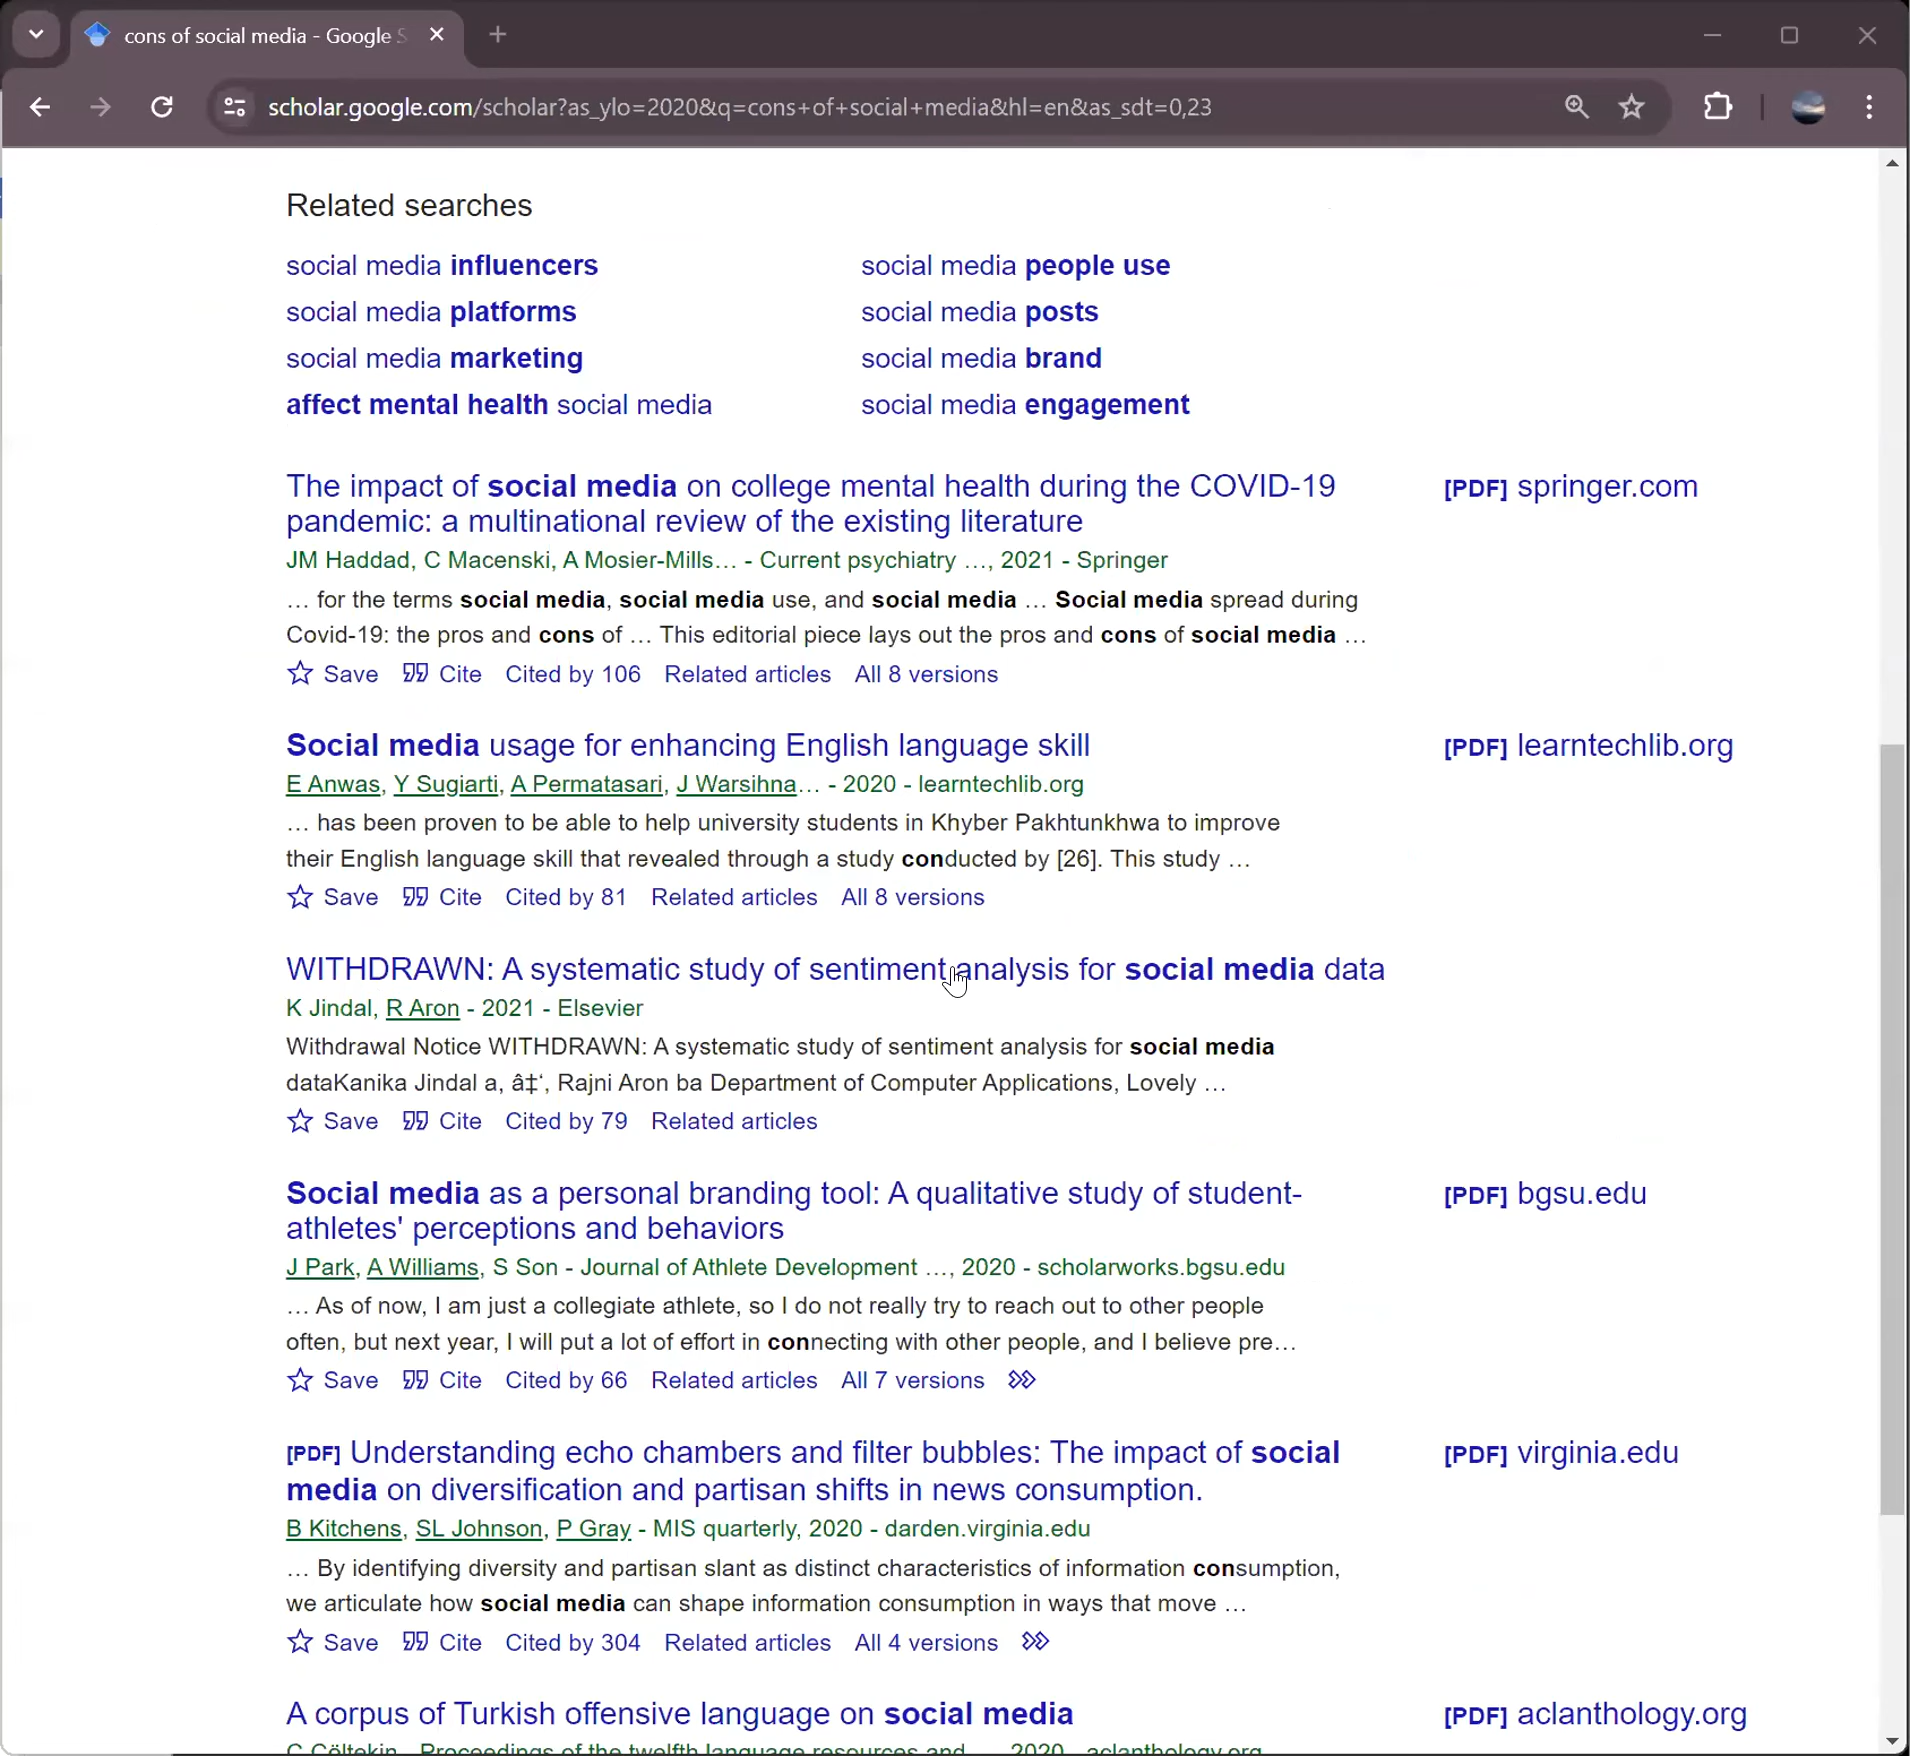 cons of social media - Google S
scholar.google.com/scholar?as_ylo=2020&q=cons+of+social+media&hl=en&as_sdt=0,23
Related searches
social media influencers
social media people use
social media platforms
social media posts
social media marketing
social media brand
affect mental health social media
social media engagement
The impact of social media on college mental health during the COVID-19
pandemic: a multinational review of the existing literature
[PDF] springer.com
JM Haddad, C Macenski, A Mosier-Mills… - Current psychiatry …, 2021 - Springer
… for the terms social media, social media use, and social media … Social media spread during
Covid-19: the pros and cons of … This editorial piece lays out the pros and cons of social media …
Save Cite Cited by 106 Related articles All 8 versions
Social media usage for enhancing English language skill
[PDF] learntechlib.org
E Anwas, Y Sugiarti, A Permatasari, J Warsihna… - 2020 - learntechlib.org
… has been proven to be able to help university students in Khyber Pakhtunkhwa to improve
their English language skill that revealed through a study conducted by [26]. This study …
Save Cite Cited by 81 Related articles All 8 versions
WITHDRAWN: A systematic study of sentiment analysis for social media data
K Jindal, R Aron - 2021 - Elsevier
Withdrawal Notice WITHDRAWN: A systematic study of sentiment analysis for social media
dataKanika Jindal a, â‡‘, Rajni Aron ba Department of Computer Applications, Lovely …
Save Cite Cited by 79 Related articles
Social media as a personal branding tool: A qualitative study of student-
athletes' perceptions and behaviors
[PDF] bgsu.edu
J Park, A Williams, S Son - Journal of Athlete Development …, 2020 - scholarworks.bgsu.edu
… As of now, I am just a collegiate athlete, so I do not really try to reach out to other people
often, but next year, I will put a lot of effort in connecting with other people, and I believe pre…
Save Cite Cited by 66 Related articles All 7 versions
[PDF] Understanding echo chambers and filter bubbles: The impact of social
media on diversification and partisan shifts in news consumption.
[PDF] virginia.edu
B Kitchens, SL Johnson, P Gray - MIS quarterly, 2020 - darden.virginia.edu
… By identifying diversity and partisan slant as distinct characteristics of information consumption,
we articulate how social media can shape information consumption in ways that move …
Save Cite Cited by 304 Related articles All 4 versions
A corpus of Turkish offensive language on social media
[PDF] aclanthology.org
C Çöltekin - Proceedings of the twelfth language resources and …, 2020 - aclanthology.org